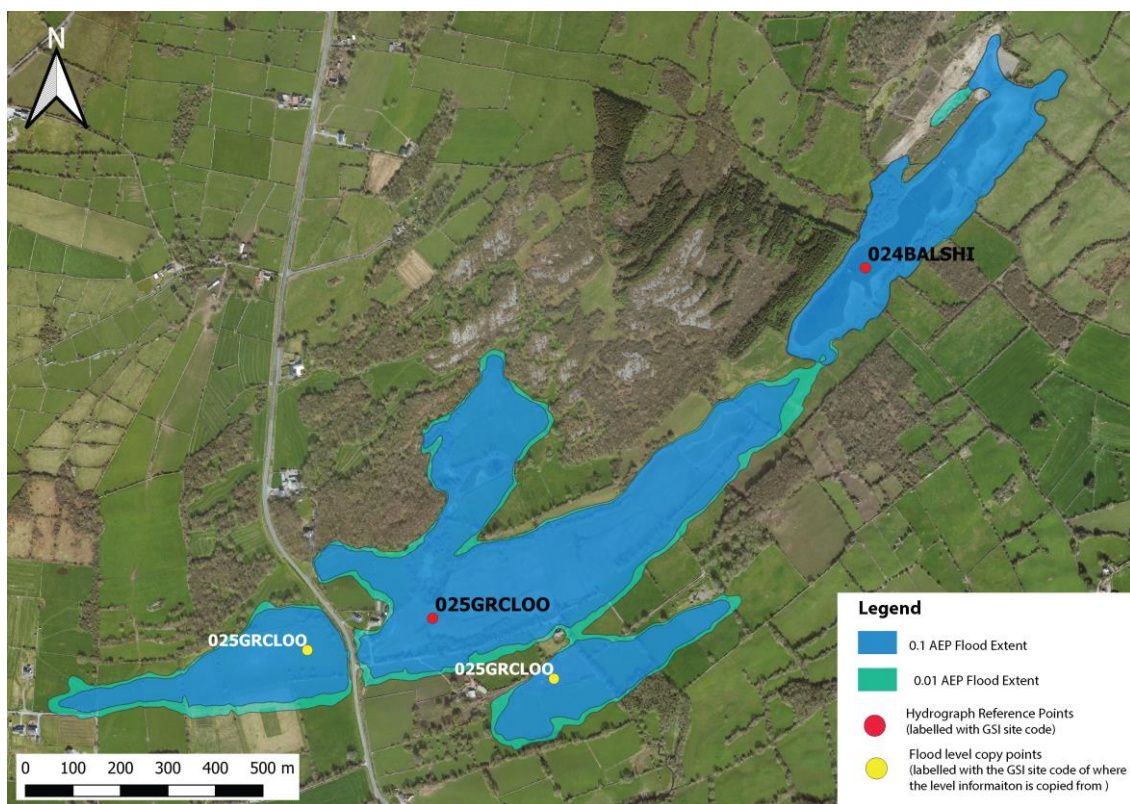 N
024BALSHI
025GRCLOO
025GRCLOO
025GRCLOO
0 100 200 300 400 500 m
Legend
0.1 AEP Flood Extent
0.01 AEP Flood Extent
Hydrograph Reference Points
(labelled with GSI site code)
Flood level copy points
(labelled with the GSI site code of where
the level informaiton is copied from )